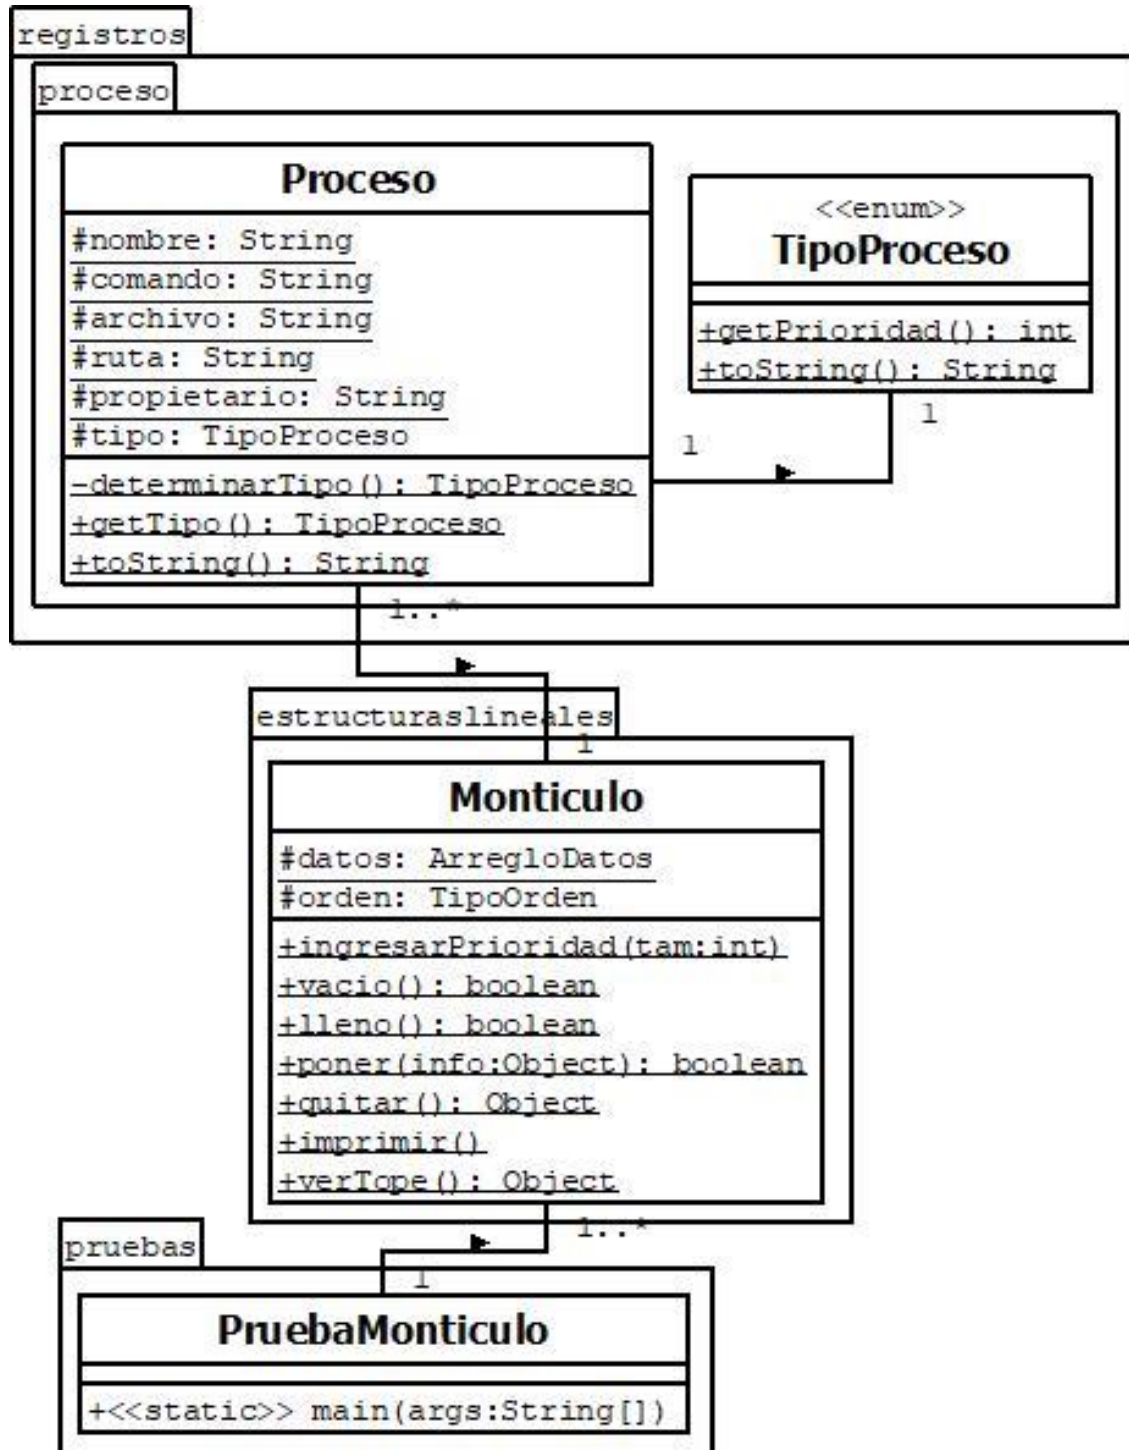 registros
proceso
Proceso
#nombre: String
#comando: String
#archivo: String
#ruta: String
#propietario: String
#tipo: TipoProceso
-determinarTipo(): TipoProceso
+getTipo(): TipoProceso
+toString(): String
<<enum>>
TipoProceso
+getPrioridad(): int
+toString(): String
1
1
1..*
estructuraslineales
1
Monticulo
#datos: ArregloDatos
#orden: TipoOrden
+ingresarPrioridad(tam:int)
+vacio(): boolean
+lleno(): boolean
+poner(info:Object): boolean
+quitar(): Object
+imprimir()
+verTope(): Object
1..*
pruebas
1
PruebaMonticulo
+<<static>> main(args:String[])